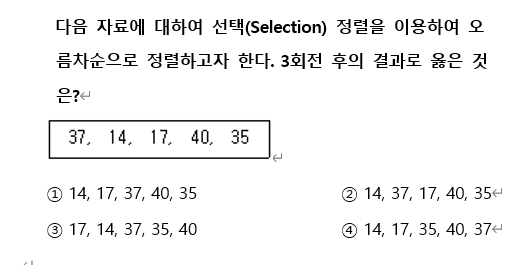 다음 자료에 대하여 선택(Selection) 정렬을 이용하여 오
름차순으로 정렬하고자 한다. 3회전 후의 결과로 옳은 것
은?↵
37, 14, 17, 40, 35
↵
① 14, 17, 37, 40, 35 ② 14, 37, 17, 40, 35↵
③ 17, 14, 37, 35, 40 ④ 14, 17, 35, 40, 37↵